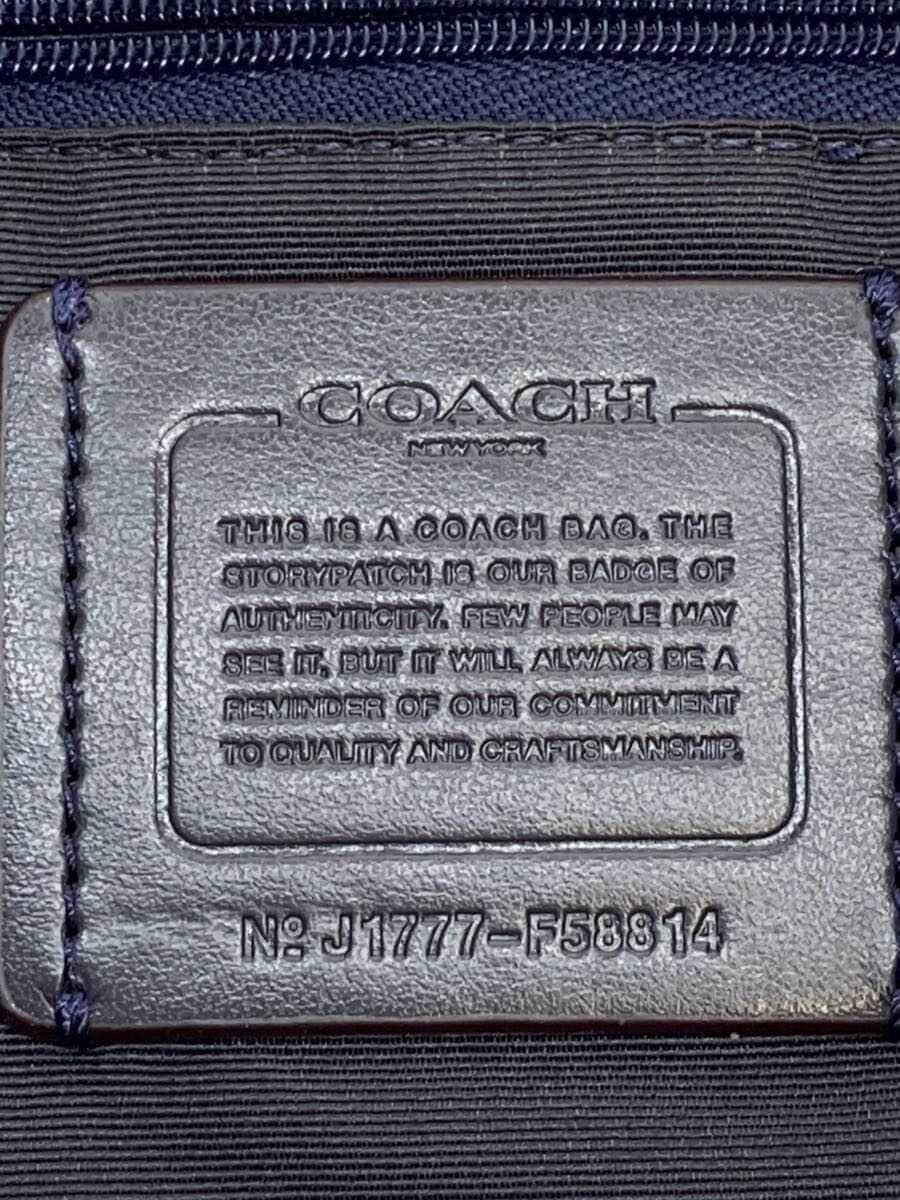 COACH
NEW YORK
THIS IS A COACH BAG. THE
STORYPATCH IS OUR BADGE OF
AUTHENTICITY. FEW PEOPLE MAY
SEE IT, BUT IT WILL ALWAYS BE A
REMINDER OF OUR COMMITMENT
TO QUALITY AND CRAFTSMANSHIP.
Nº J1777-F58814